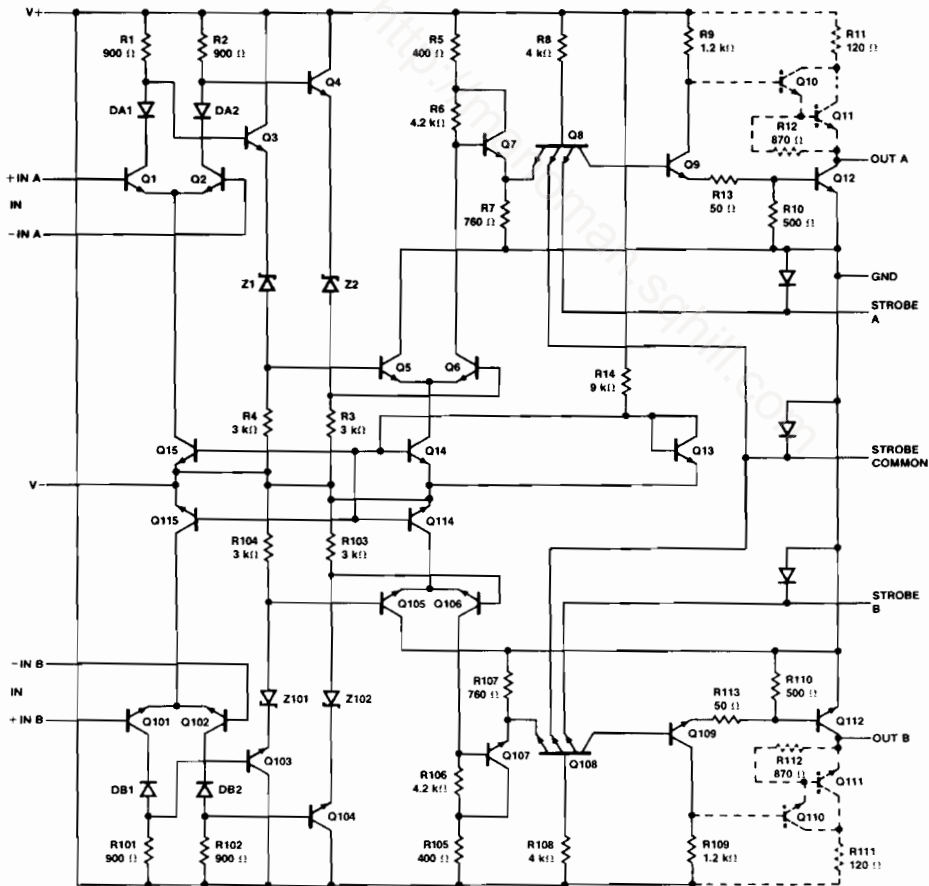 V+
R1
900 Ω
R2
900 Ω
R5
400 Ω
R8
4 kΩ
R9
1.2 kΩ
R11
120 Ω
DA1
DA2
Q4
Q3
R6
4.2 kΩ
Q7
Q8
Q10
Q11
R12
870 Ω
Q9
OUT A
+IN A
Q1
Q2
Q12
IN
R13
50 Ω
R10
500 Ω
R7
760 Ω
-IN A
Z1
Z2
GND
STROBE
A
Q5
Q6
R14
9 kΩ
R4
3 kΩ
R3
3 kΩ
Q15
Q14
Q13
STROBE
COMMON
V-
Q115
Q114
R104
3 kΩ
R103
3 kΩ
Q105
Q106
STROBE
B
-IN B
IN
+IN B
Z101
Z102
R107
760 Ω
R113
50 Ω
R110
500 Ω
Q101
Q102
Q112
OUT B
Q103
Q107
Q108
Q109
R112
870 Ω
DB1
DB2
R106
4.2 kΩ
Q111
Q104
Q110
R101
900 Ω
R102
900 Ω
R105
400 Ω
R108
4 kΩ
R109
1.2 kΩ
R111
120 Ω